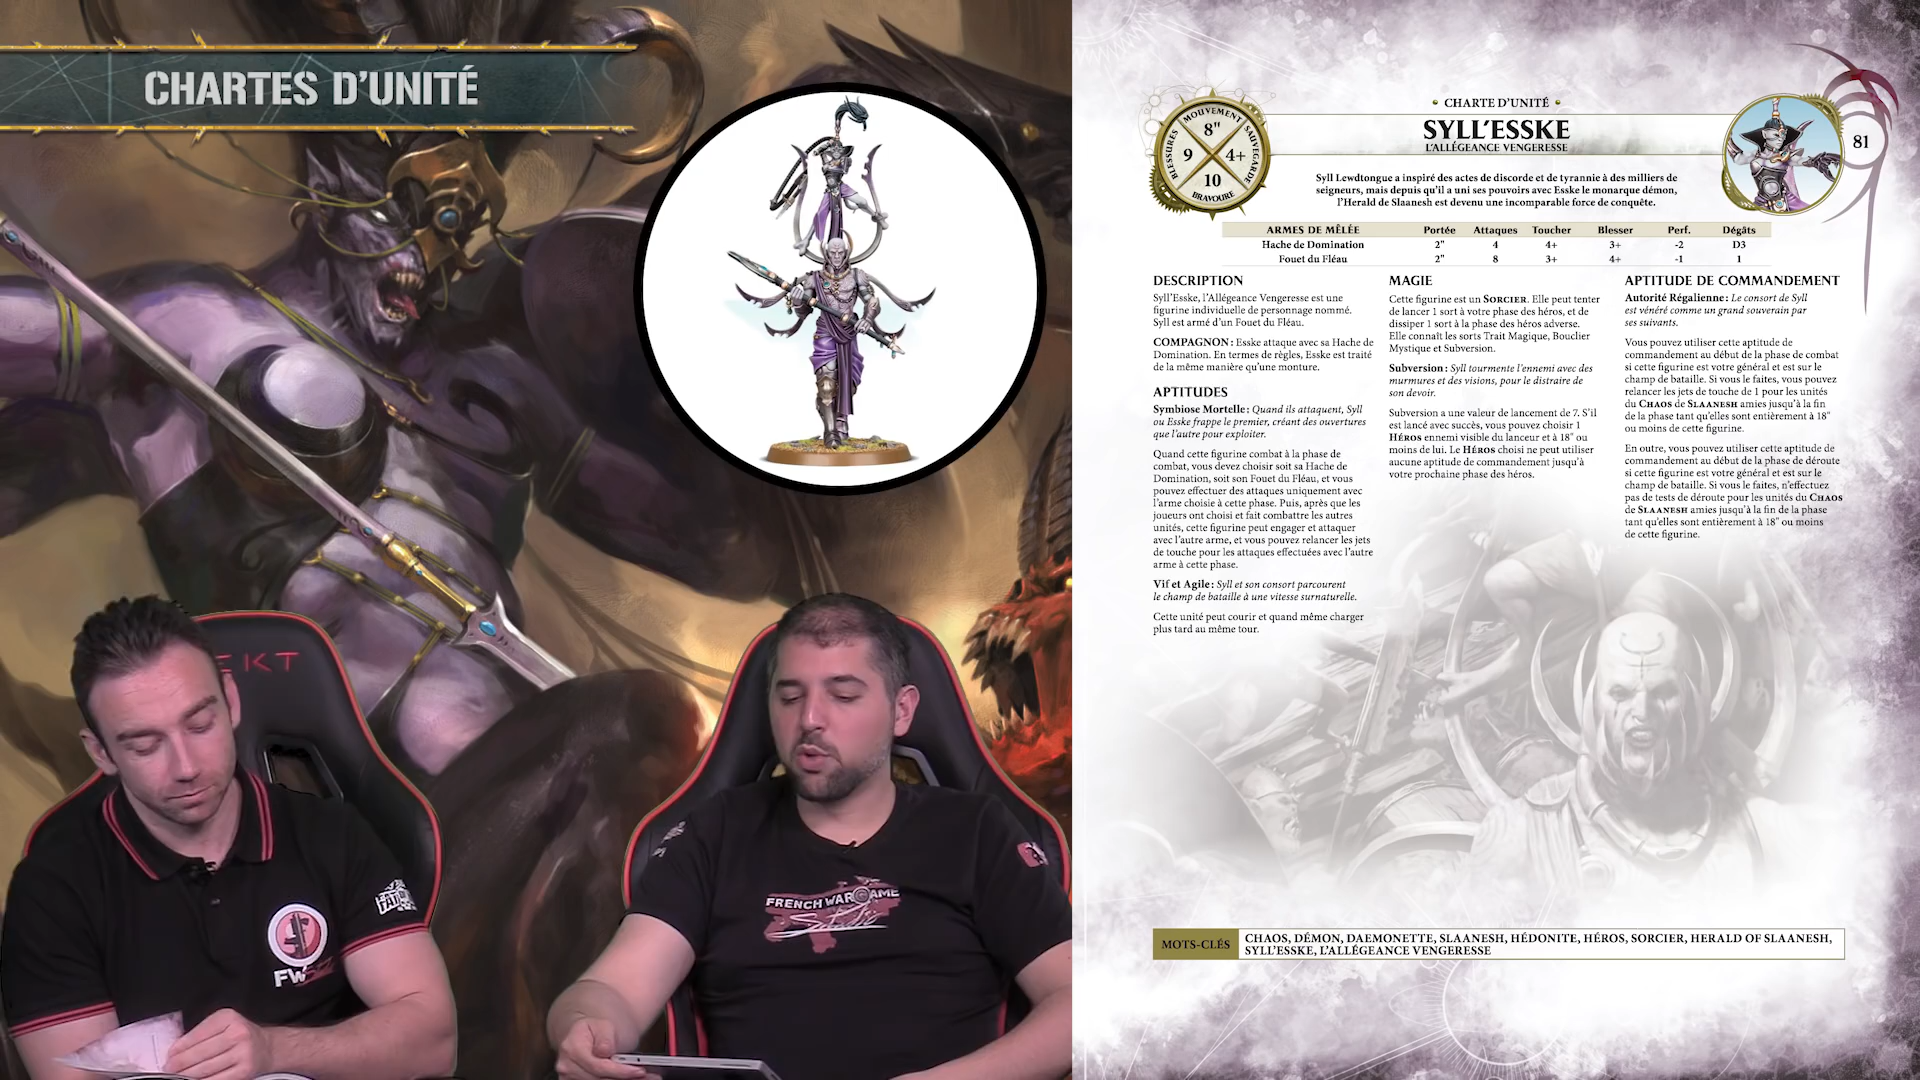 CHARTES D'UNITÉ
EKT
FW
FRENCH WARGAME
Studio
• CHARTE D'UNITÉ •
SYLL'ESSKE
L'ALLÉGEANCE VENGERESSE
81
MOUVEMENT
8"
BLESSURES
9
4+
SAUVEGARDE
10
BRAVOURE
Syll Lewdtongue a inspiré des actes de discorde et de tyrannie à des milliers de
seigneurs, mais depuis qu'il a uni ses pouvoirs avec Esske le monarque démon,
l'Herald de Slaanesh est devenu une incomparable force de conquête.
ARMES DE MÊLÉE Portée Attaques Toucher Blesser Perf. Dégâts
Hache de Domination 2" 4 4+ 3+ -2 D3
Fouet du Fléau 2" 8 3+ 4+ -1 1
DESCRIPTION
Syll'Esske, l'Allégeance Vengeresse est une
figurine individuelle de personnage nommé.
Syll est armé d'un Fouet du Fléau.
COMPAGNON : Esske attaque avec sa Hache de
Domination. En termes de règles, Esske est traité
de la même manière qu'une monture.
APTITUDES
Symbiose Mortelle : Quand ils attaquent, Syll
ou Esske frappe le premier, créant des ouvertures
que l'autre pour exploiter.
Quand cette figurine combat à la phase de
combat, vous devez choisir soit sa Hache de
Domination, soit son Fouet du Fléau, et vous
pouvez effectuer des attaques uniquement avec
l'arme choisie à cette phase. Puis, après que les
joueurs ont choisi et fait combattre les autres
unités, cette figurine peut engager et attaquer
avec l'autre arme, et vous pouvez relancer les jets
de touche pour les attaques effectuées avec l'autre
arme à cette phase.
Vif et Agile : Syll et son consort parcourent
le champ de bataille à une vitesse surnaturelle.
Cette unité peut courir et quand même charger
plus tard au même tour.
MAGIE
Cette figurine est un SORCIER. Elle peut tenter
de lancer 1 sort à votre phase des héros, et de
dissiper 1 sort à la phase des héros adverse.
Elle connaît les sorts Trait Magique, Bouclier
Mystique et Subversion.
Subversion : Syll tourmente l'ennemi avec des
murmures et des visions, pour le distraire de
son devoir.
Subversion a une valeur de lancement de 7. S'il
est lancé avec succès, vous pouvez choisir 1
HÉROS ennemi visible du lanceur et à 18" ou
moins de lui. Le HÉROS choisi ne peut utiliser
aucune aptitude de commandement jusqu'à
votre prochaine phase des héros.
APTITUDE DE COMMANDEMENT
Autorité Régalienne : Le consort de Syll
est vénéré comme un grand souverain par
ses suivants.
Vous pouvez utiliser cette aptitude de
commandement au début de la phase de combat
si cette figurine est votre général et est sur le
champ de bataille. Si vous le faites, vous pouvez
relancer les jets de touche de 1 pour les unités
du CHAOS de SLAANESH amies jusqu'à la fin
de la phase tant qu'elles sont entièrement à 18"
ou moins de cette figurine.
En outre, vous pouvez utiliser cette aptitude de
commandement au début de la phase de déroute
si cette figurine est votre général et est sur le
champ de bataille. Si vous le faites, n'effectuez
pas de tests de déroute pour les unités du CHAOS
de SLAANESH amies jusqu'à la fin de la phase
tant qu'elles sont entièrement à 18" ou moins
de cette figurine.
MOTS-CLÉS
CHAOS, DÉMON, DAEMONETTE, SLAANESH, HÉDONITE, HÉROS, SORCIER, HERALD OF SLAANESH,
SYLL'ESSKE, L'ALLÉGEANCE VENGERESSE